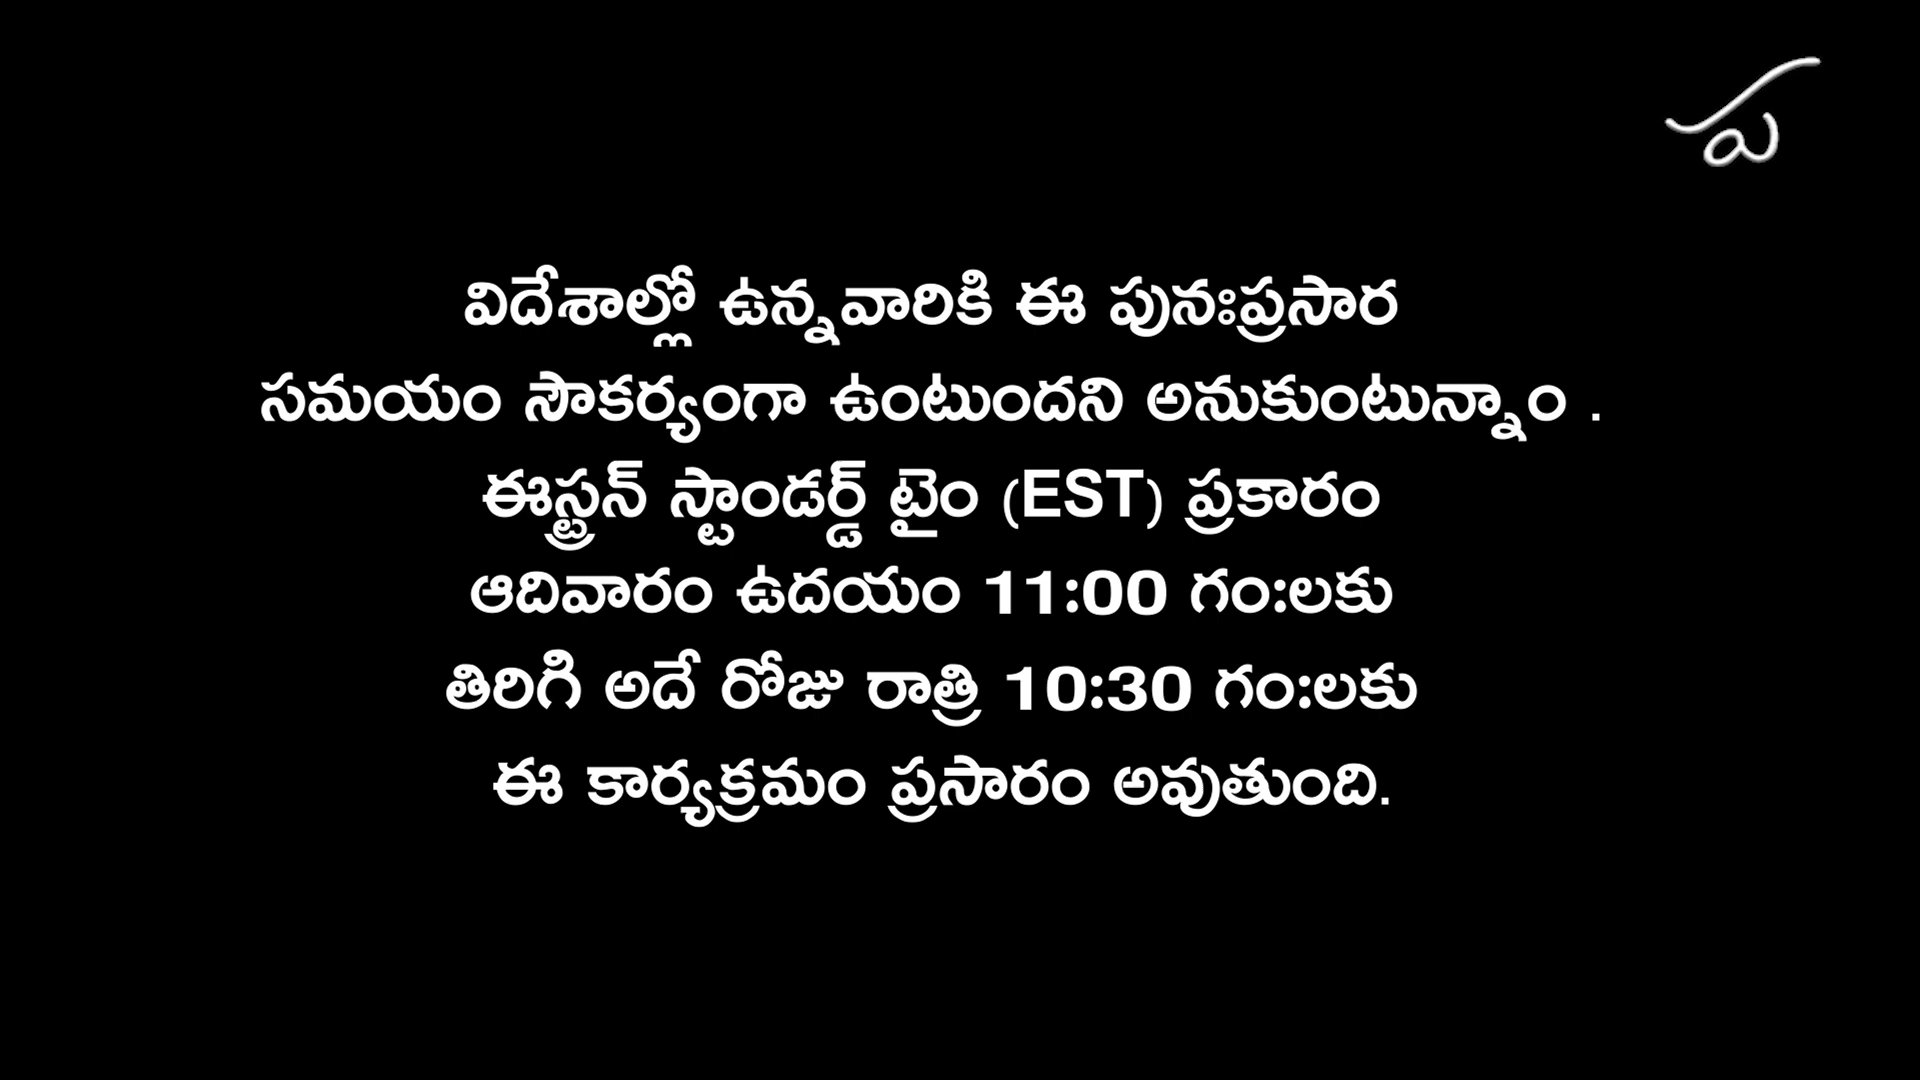 విదేశాల్లో ఉన్నవారికి ఈ పునఃప్రసార
సమయం సౌకర్యంగా ఉంటుందని అనుకుంటున్నాం .
ఈస్ట్రన్ స్టాండర్డ్ టైం (EST) ప్రకారం
ఆదివారం ఉదయం 11:00 గం:లకు
తిరిగి అదే రోజు రాత్రి 10:30 గం:లకు
ఈ కార్యక్రమం ప్రసారం అవుతుంది.